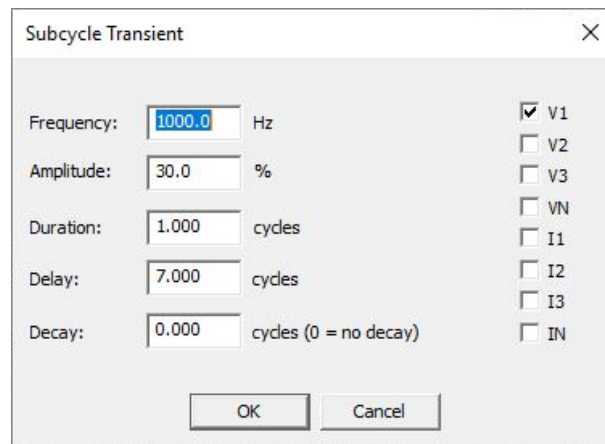 Subcycle Transient
Frequency: 1000.0 Hz
Amplitude: 30.0 %
Duration: 1.000 cycles
Delay: 7.000 cycles
Decay: 0.000 cycles (0 = no decay)
V1
V2
V3
VN
I1
I2
I3
IN
OK Cancel